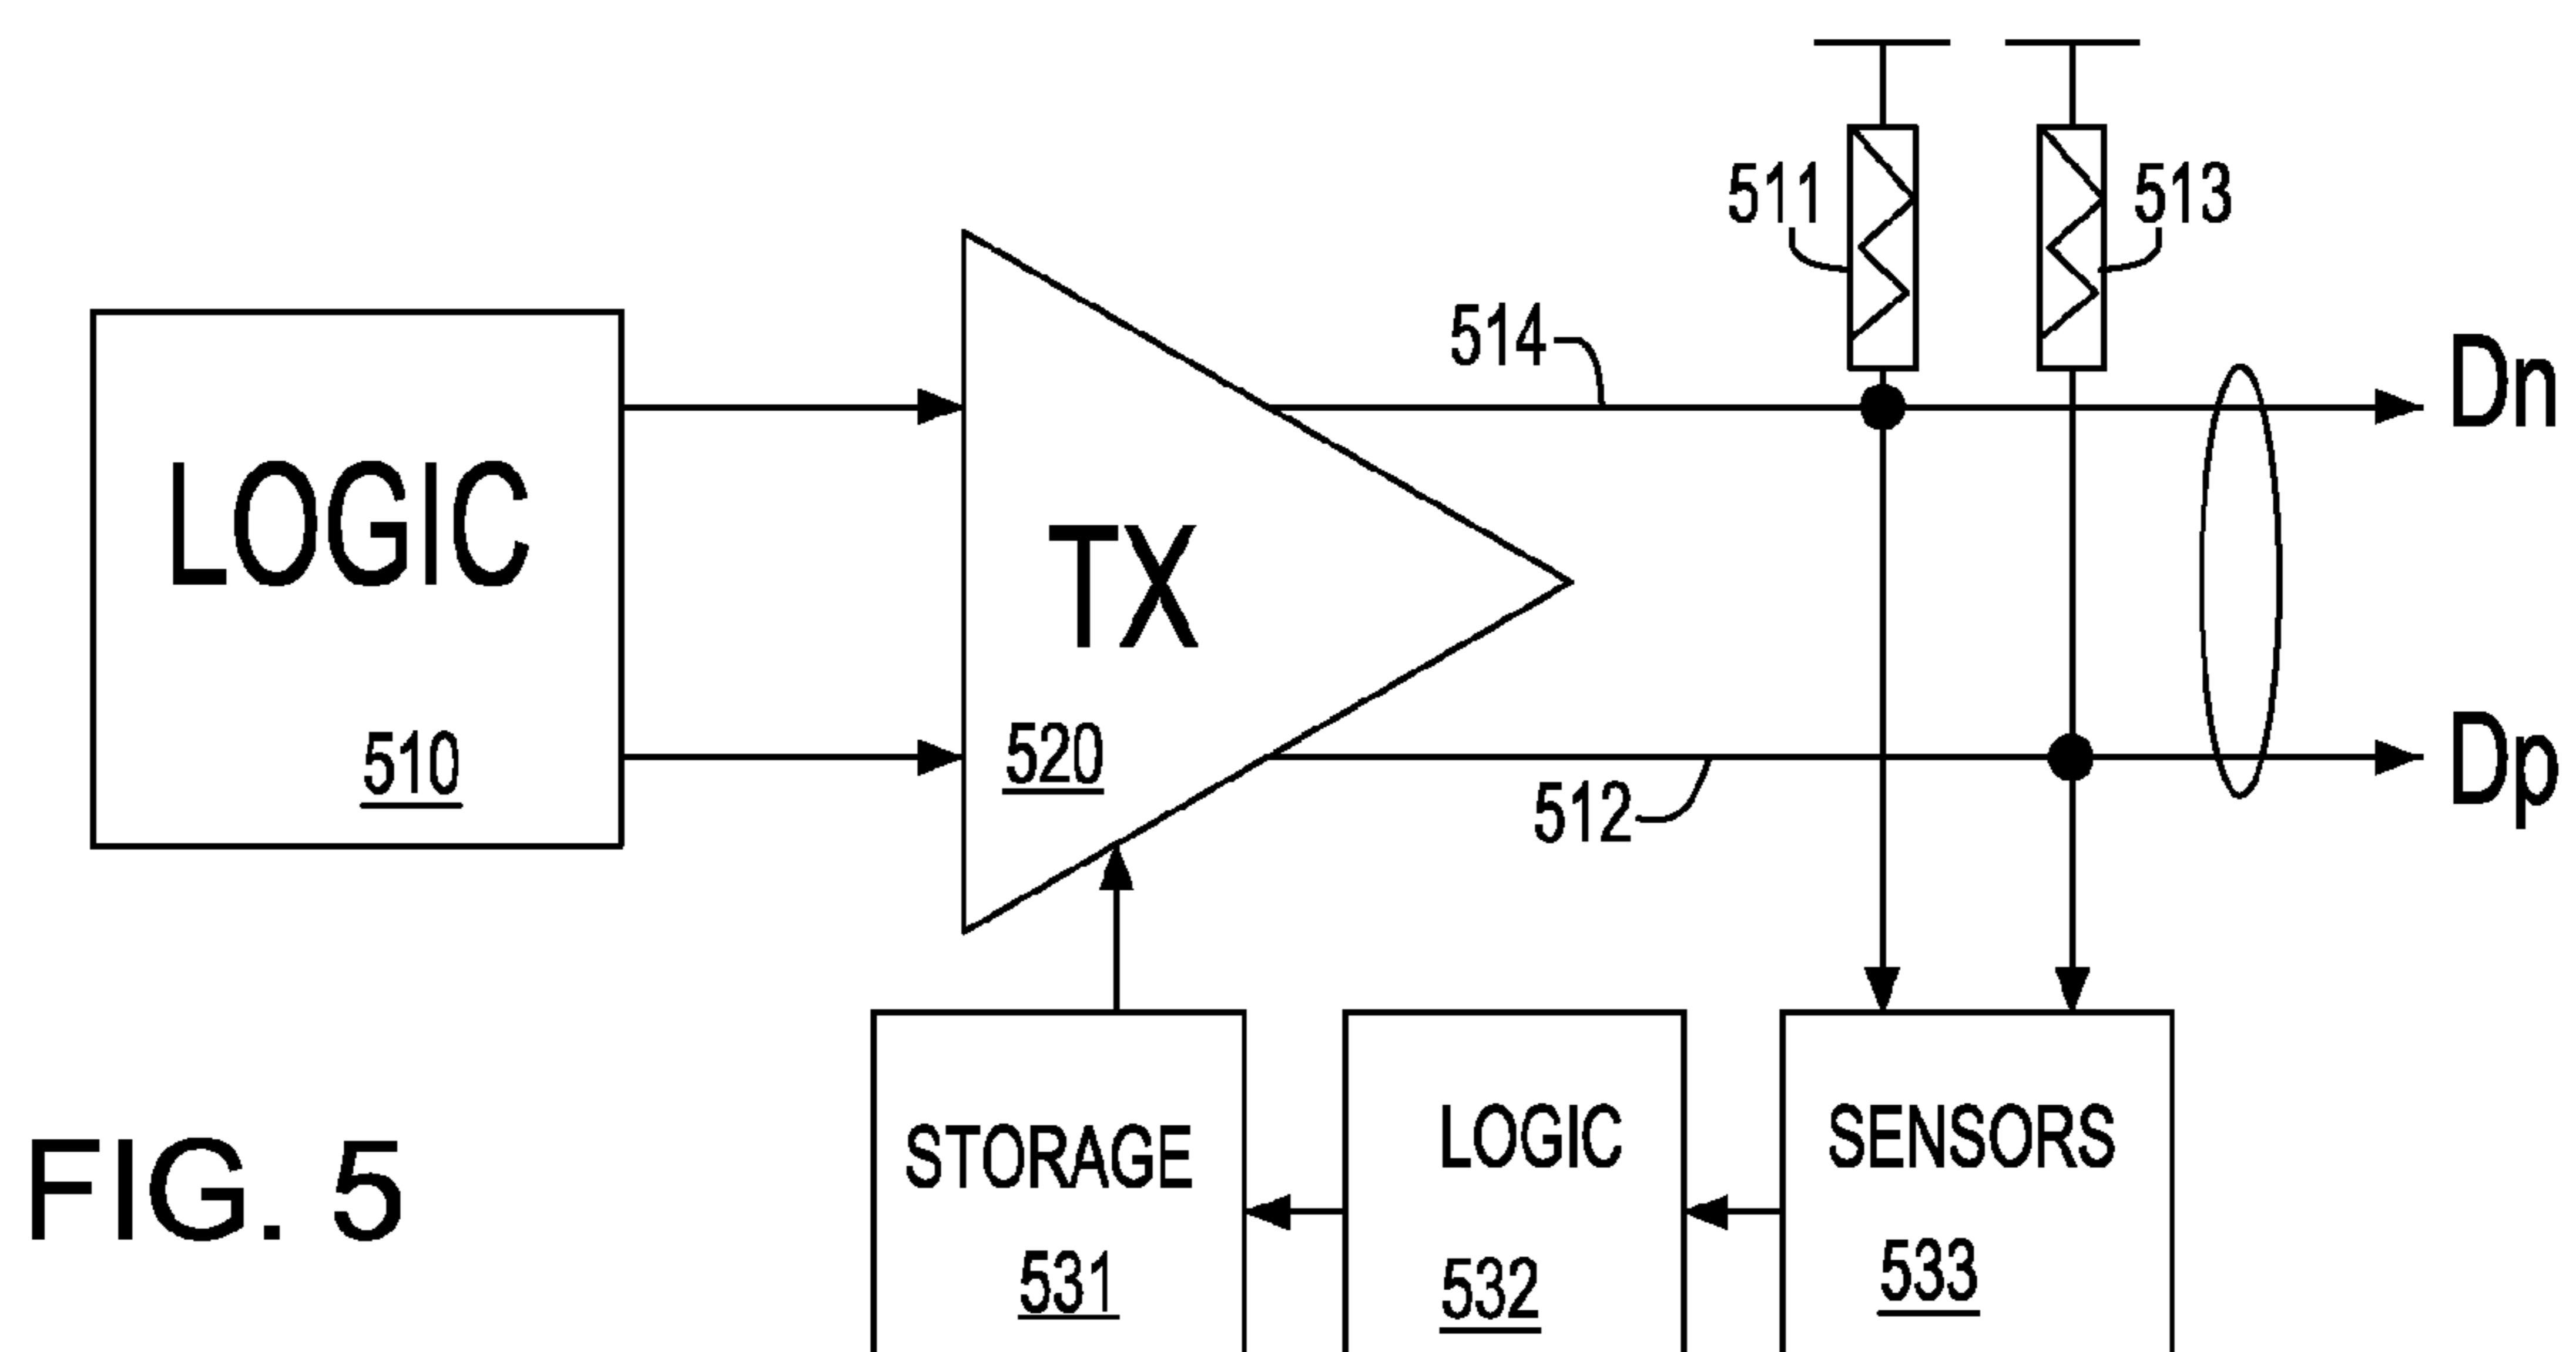 511
513
514
Dn
LOGIC
510
TX
520
512
Dp
STORAGE
531
LOGIC
532
SENSORS
533
FIG. 5